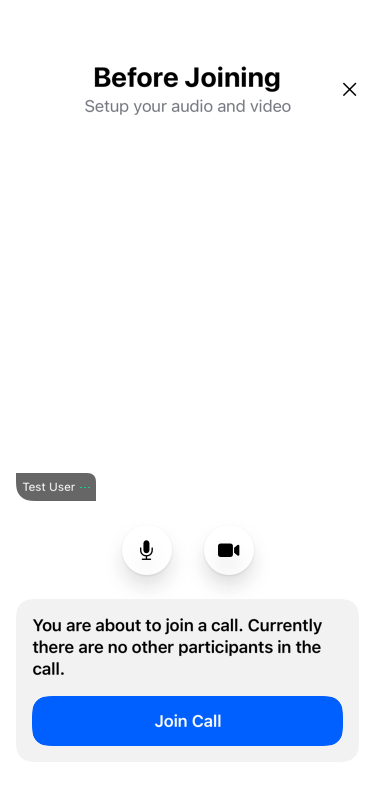 Before Joining
Setup your audio and video
Test User ...
You are about to join a call. Currently
there are no other participants in the
call.
Join Call